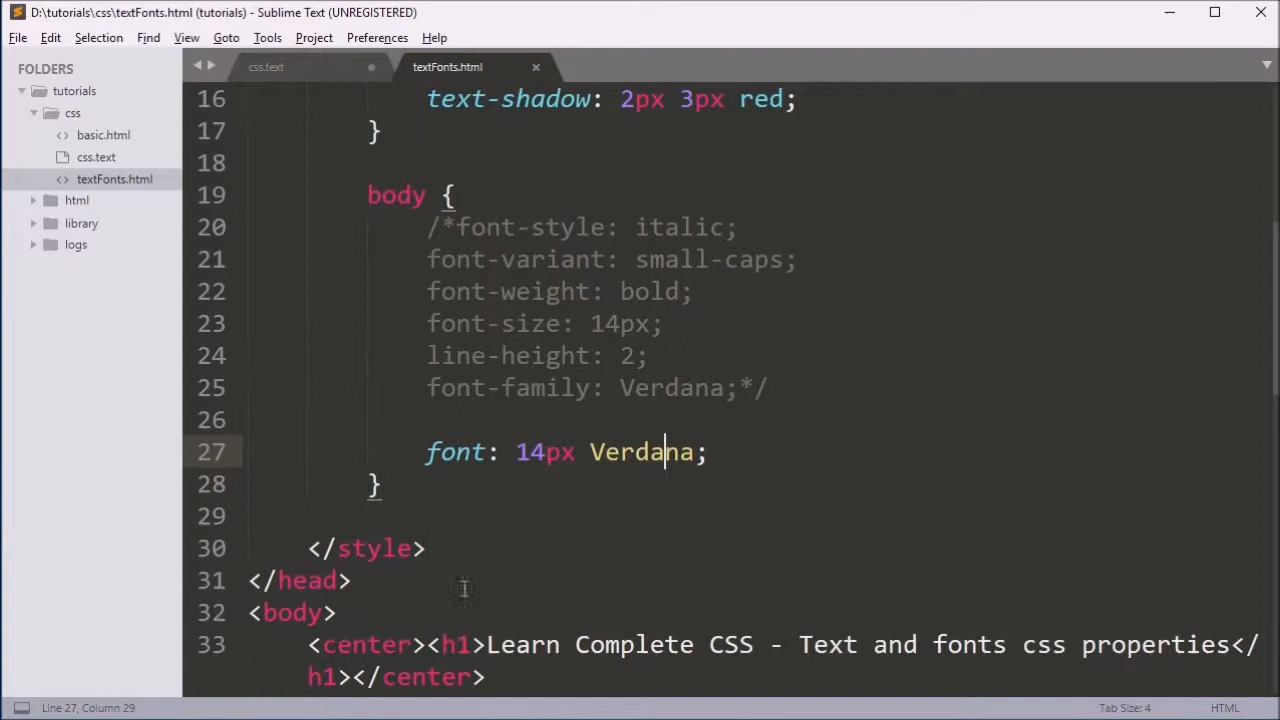 D:\tutorials\css\textFonts.html (tutorials) - Sublime Text (UNREGISTERED)
File Edit Selection Find View Goto Tools Project Preferences Help
FOLDERS
tutorials
css
basic.html
css.text
textFonts.html
html
library
logs
css.text textFonts.html
16 text-shadow: 2px 3px red;
17 }
18
19 body {
20 /*font-style: italic;
21 font-variant: small-caps;
22 font-weight: bold;
23 font-size: 14px;
24 line-height: 2;
25 font-family: Verdana;*/
26
27 font: 14px Verdana;
28 }
29
30 </style>
31 </head>
32 <body>
33 <center><h1>Learn Complete CSS - Text and fonts css properties</
h1></center>
Line 27, Column 29 Tab Size: 4 HTML